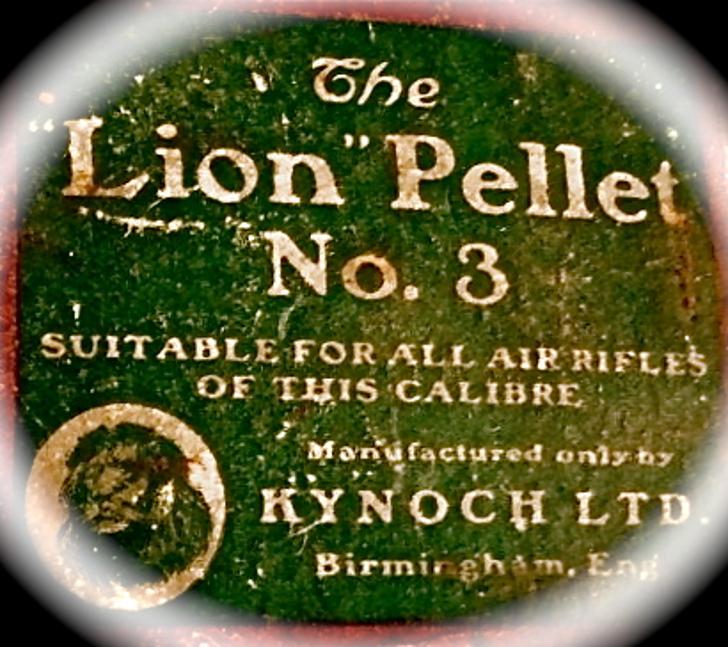 The
"Lion" Pellet
No. 3
SUITABLE FOR ALL AIR RIFLES
OF THIS CALIBRE
Manufactured only by
KYNOCH LTD.
Birmingham, Eng